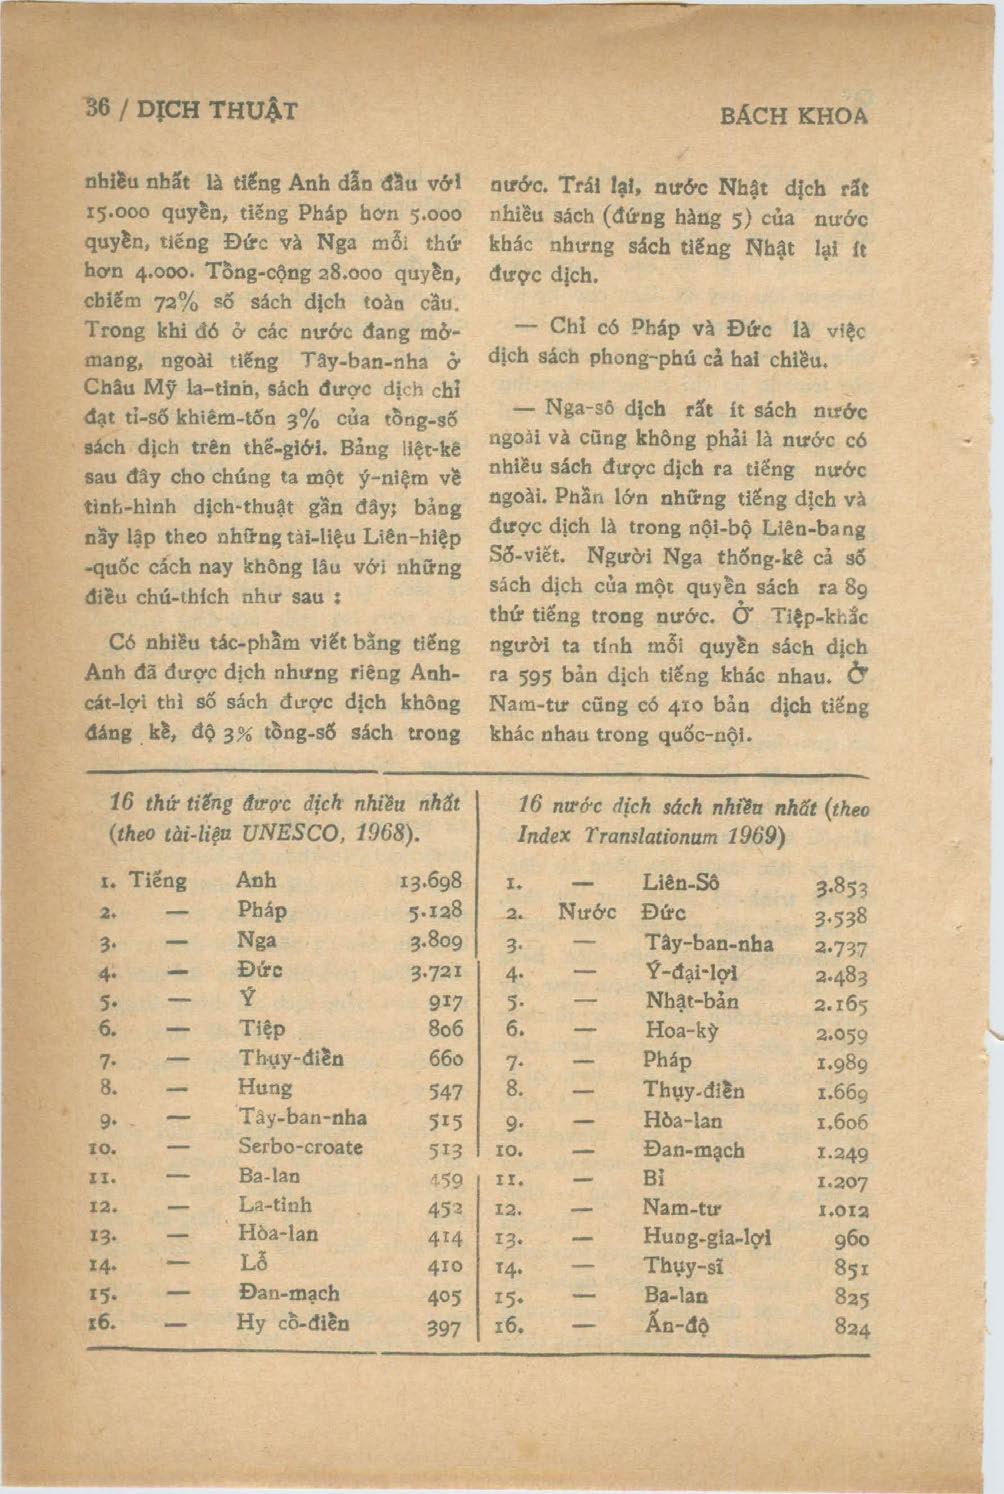 36 / DỊCH THUẬT
BÁCH KHOA
nhiều nhất là tiếng Anh dẫn đầu với
15.000 quyển, tiếng Pháp hơn 5.000
quyển, tiếng Đức và Nga mỗi thứ
hơn 4.000. Tổng-cộng 28.000 quyển,
chiếm 72% số sách dịch toàn cầu.
Trong khi đó ở các nước đang mở-
mang, ngoài tiếng Tây-ban-nha ở
Châu Mỹ la-tinh, sách được dịch chỉ
đạt tỉ-số khiêm-tốn 3% của tổng-số
sách dịch trên thế-giới. Bảng liệt-kê
sau đây cho chúng ta một ý-niệm về
tình-hình dịch-thuật gần đây; bảng
nầy lập theo những tài-liệu Liên-hiệp
-quốc cách nay không lâu với những
điều chú-thích như sau :
Có nhiều tác-phẩm viết bằng tiếng
Anh đã được dịch nhưng riêng Anh-
cát-lợi thì số sách được dịch không
đáng kể, độ 3% tổng-số sách trong
nước. Trái lại, nước Nhật dịch rất
nhiều sách (đứng hàng 5) của nước
khác nhưng sách tiếng Nhật lại ít
được dịch.
— Chỉ có Pháp và Đức là việc
dịch sách phong-phú cả hai chiều.
— Nga-sô dịch rất ít sách nước
ngoài và cũng không phải là nước có
nhiều sách được dịch ra tiếng nước
ngoài. Phần lớn những tiếng dịch và
được dịch là trong nội-bộ Liên-bang
Sô-viết. Người Nga thống-kê cả số
sách dịch của một quyển sách ra 89
thứ tiếng trong nước. Ở Tiệp-khắc
người ta tính mỗi quyển sách dịch
ra 595 bản dịch tiếng khác nhau. Ở
Nam-tư cũng có 410 bản dịch tiếng
khác nhau trong quốc-nội.
16 thứ tiếng được dịch nhiều nhất
(theo tài-liệu UNESCO, 1968).
1. Tiếng Anh 13.698
2. — Pháp 5.128
3. — Nga 3.809
4. — Đức 3.721
5. — Ý 917
6. — Tiệp 806
7. — Thụy-điển 660
8. — Hung 547
9. — Tây-ban-nha 515
10. — Serbo-croate 513
11. — Ba-lan 459
12. — La-tinh 452
13. — Hòa-lan 414
14. — Lỗ 410
15. — Đan-mạch 405
16. — Hy cổ-điển 397
16 nước dịch sách nhiều nhất (theo
Index Translationum 1969)
1. — Liên-Sô 3.853
2. Nước Đức 3.538
3. — Tây-ban-nha 2.737
4. — Ý-đại-lợi 2.483
5. — Nhật-bản 2.165
6. — Hoa-kỳ 2.059
7. — Pháp 1.989
8. — Thụy-điển 1.669
9. — Hòa-lan 1.606
10. — Đan-mạch 1.249
11. — Bỉ 1.207
12. — Nam-tư 1.012
13. — Hung-gia-lợi 960
14. — Thụy-sĩ 851
15. — Ba-lan 825
16. — Ấn-độ 824